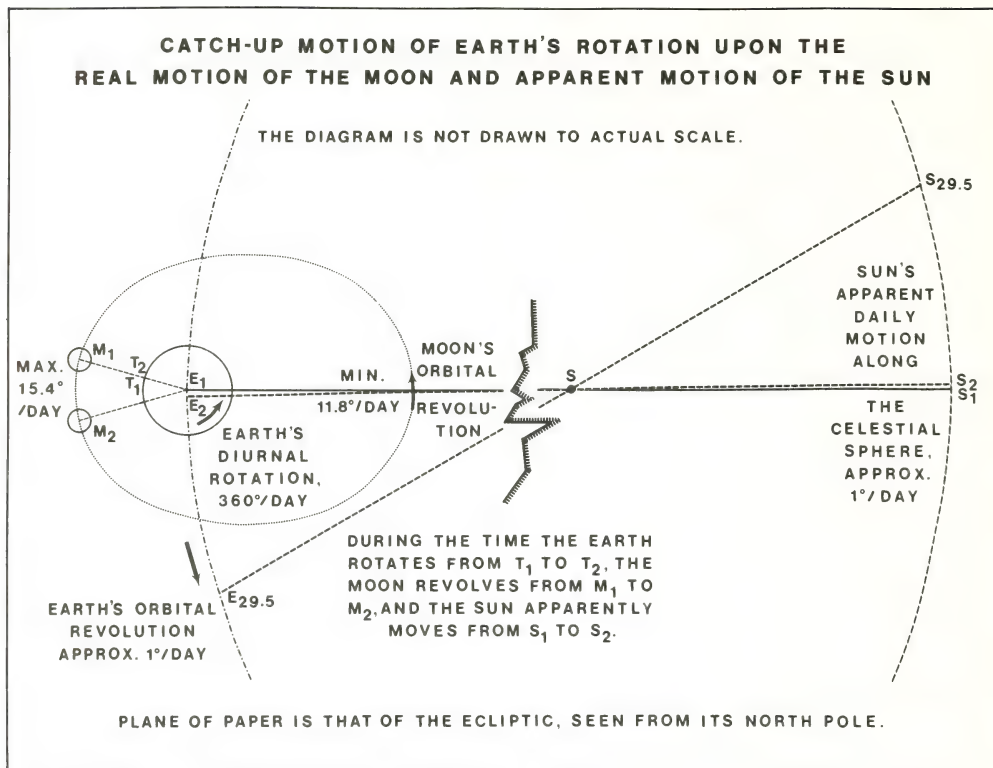 CATCH-UP MOTION OF EARTH'S ROTATION UPON THE
REAL MOTION OF THE MOON AND APPARENT MOTION OF THE SUN
THE DIAGRAM IS NOT DRAWN TO ACTUAL SCALE.
S29.5
SUN'S
APPARENT
DAILY
MOTION
ALONG
S2
S1
THE
CELESTIAL
SPHERE,
APPROX.
1°/DAY
MAX.
15.4°
/DAY
M1
T2
T1
M2
E1
E2
MIN.
11.8°/DAY
MOON'S
ORBITAL
REVOLU-
TION
S
EARTH'S
DIURNAL
ROTATION,
360°/DAY
E29.5
EARTH'S ORBITAL
REVOLUTION
APPROX. 1°/DAY
DURING THE TIME THE EARTH
ROTATES FROM T1 TO T2, THE
MOON REVOLVES FROM M1 TO
M2, AND THE SUN APPARENTLY
MOVES FROM S1 TO S2.
PLANE OF PAPER IS THAT OF THE ECLIPTIC, SEEN FROM ITS NORTH POLE.